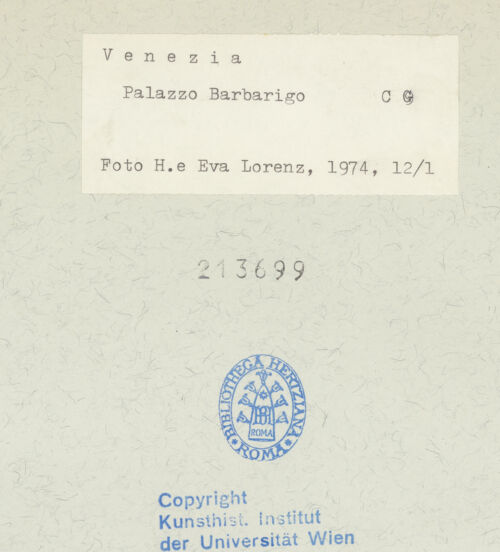 Venezia
Palazzo Barbarigo C G
Foto H.e Eva Lorenz, 1974, 12/1
213699
BIBLIOTHECA HERTZIANA
ROMA
ROMA
Copyright
Kunsthist. Institut
der Universität Wien